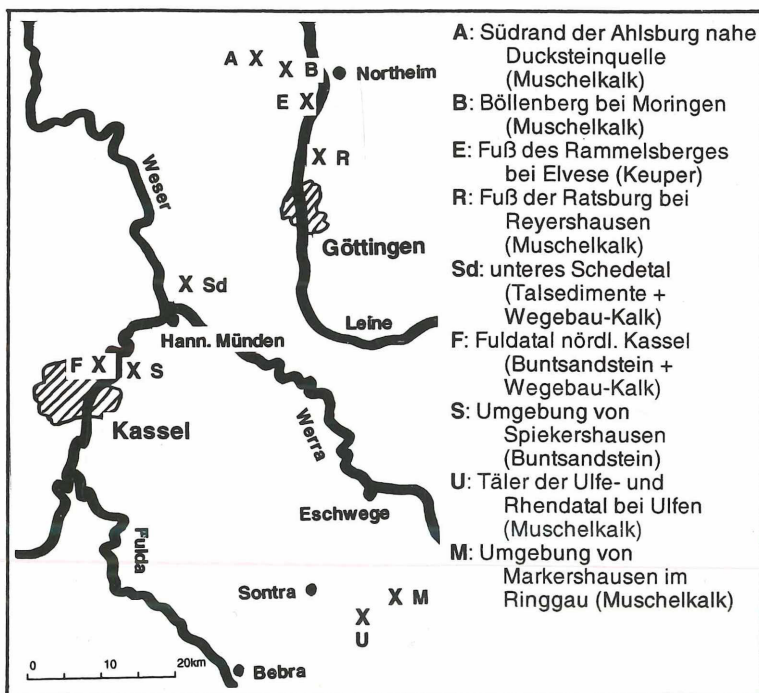 A
B
Northeim
E
R
Göttingen
Weser
Sd
Leine
Hann. Münden
F
S
Kassel
Werra
Eschwege
Fulda
Sontra
M
U
0 10 20km
Bebra
A: Südrand der Ahlsburg nahe
Ducksteinquelle
(Muschelkalk)
B: Böllenberg bei Moringen
(Muschelkalk)
E: Fuß des Rammelsberges
bei Elvese (Keuper)
R: Fuß der Ratsburg bei
Reyershausen
(Muschelkalk)
Sd: unteres Schedetal
(Talsedimente +
Wegebau-Kalk)
F: Fuldatal nördl. Kassel
(Buntsandstein +
Wegebau-Kalk)
S: Umgebung von
Spiekershausen
(Buntsandstein)
U: Täler der Ulfe- und
Rhendatal bei Ulfen
(Muschelkalk)
M: Umgebung von
Markershausen im
Ringgau (Muschelkalk)